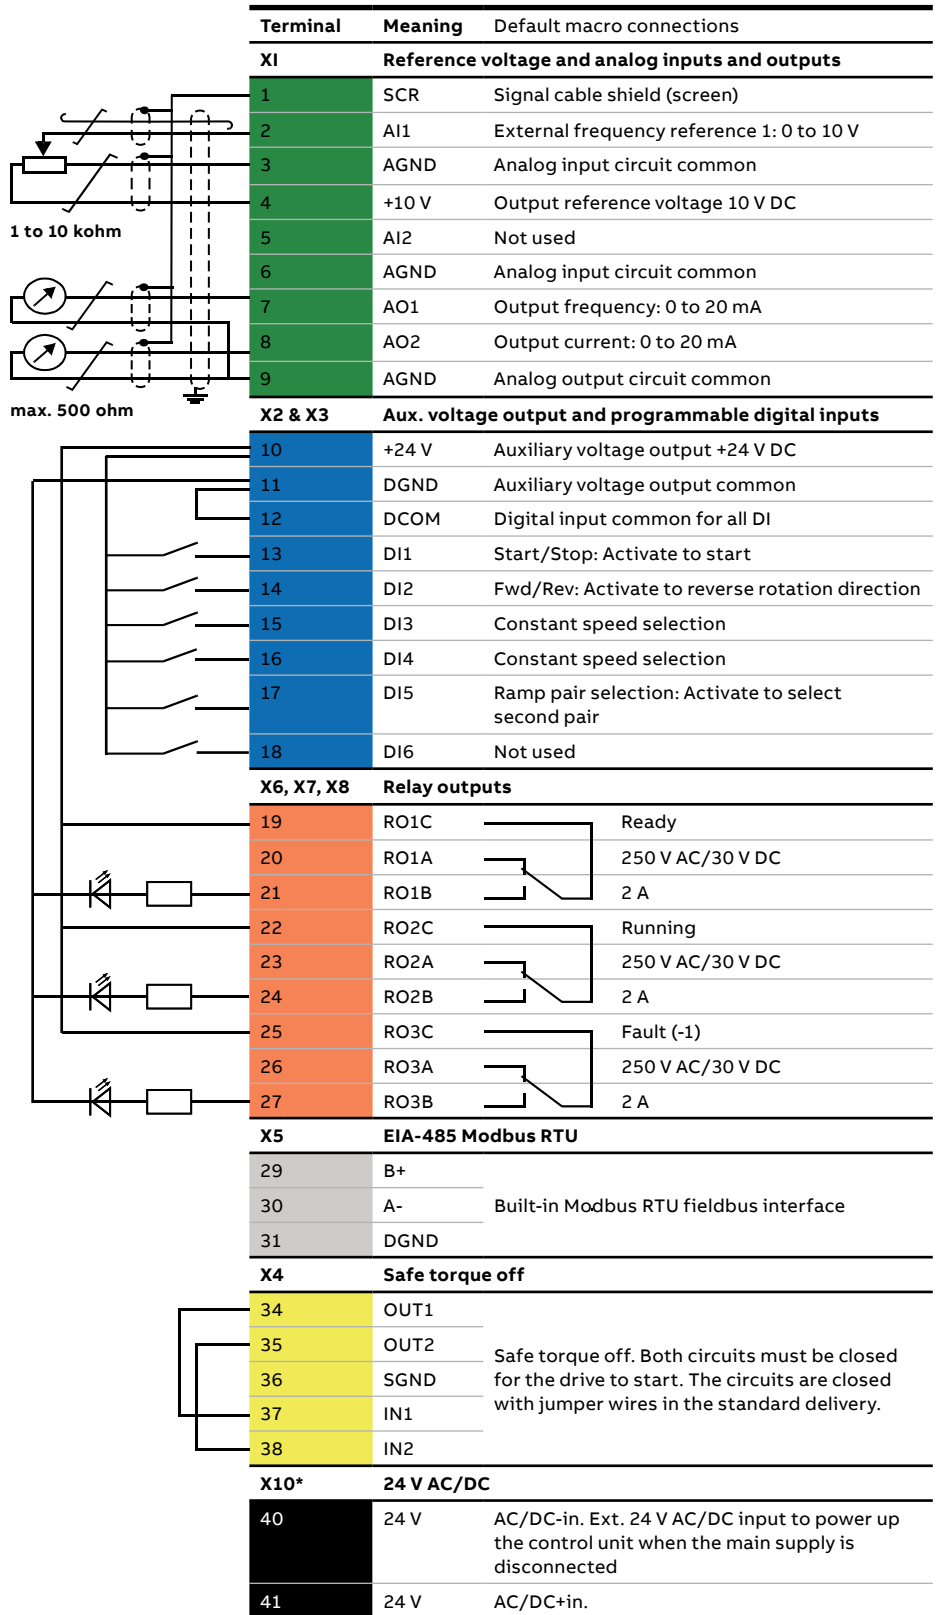 Terminal Meaning Default macro connections
XI Reference voltage and analog inputs and outputs
1 SCR Signal cable shield (screen)
2 AI1 External frequency reference 1: 0 to 10 V
3 AGND Analog input circuit common
4 +10 V Output reference voltage 10 V DC
1 to 10 kohm
5 AI2 Not used
6 AGND Analog input circuit common
7 AO1 Output frequency: 0 to 20 mA
8 AO2 Output current: 0 to 20 mA
9 AGND Analog output circuit common
max. 500 ohm
X2 & X3 Aux. voltage output and programmable digital inputs
10 +24 V Auxiliary voltage output +24 V DC
11 DGND Auxiliary voltage output common
12 DCOM Digital input common for all DI
13 DI1 Start/Stop: Activate to start
14 DI2 Fwd/Rev: Activate to reverse rotation direction
15 DI3 Constant speed selection
16 DI4 Constant speed selection
17 DI5 Ramp pair selection: Activate to select
second pair
18 DI6 Not used
X6, X7, X8 Relay outputs
19 RO1C Ready
20 RO1A 250 V AC/30 V DC
21 RO1B 2 A
22 RO2C Running
23 RO2A 250 V AC/30 V DC
24 RO2B 2 A
25 RO3C Fault (-1)
26 RO3A 250 V AC/30 V DC
27 RO3B 2 A
X5 EIA-485 Modbus RTU
29 B+
30 A- Built-in Modbus RTU fieldbus interface
31 DGND
X4 Safe torque off
34 OUT1
35 OUT2
Safe torque off. Both circuits must be closed
36 SGND for the drive to start. The circuits are closed
with jumper wires in the standard delivery.
37 IN1
38 IN2
X10* 24 V AC/DC
40 24 V AC/DC-in. Ext. 24 V AC/DC input to power up
the control unit when the main supply is
disconnected
41 24 V AC/DC+in.